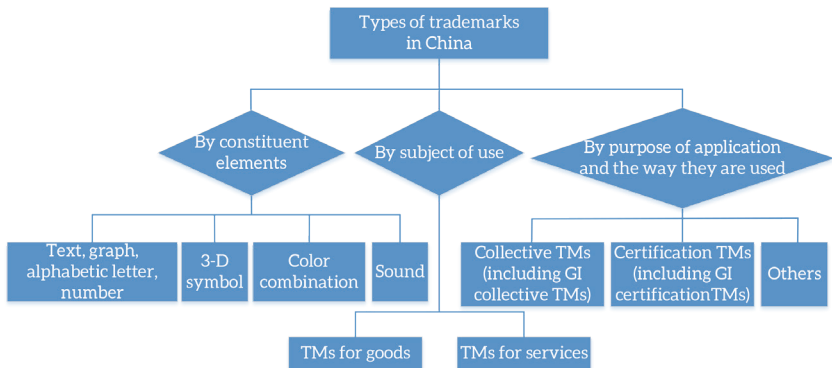 Types of trademarks
in China
By constituent
elements
By subject of use
By purpose of application
and the way they are used
Text, graph,
alphabetic letter,
number
3-D
symbol
Color
combination
Sound
Collective TMs
(including GI
collective TMs)
Certification TMs
(including GI
certificationTMs)
Others
TMs for goods
TMs for services